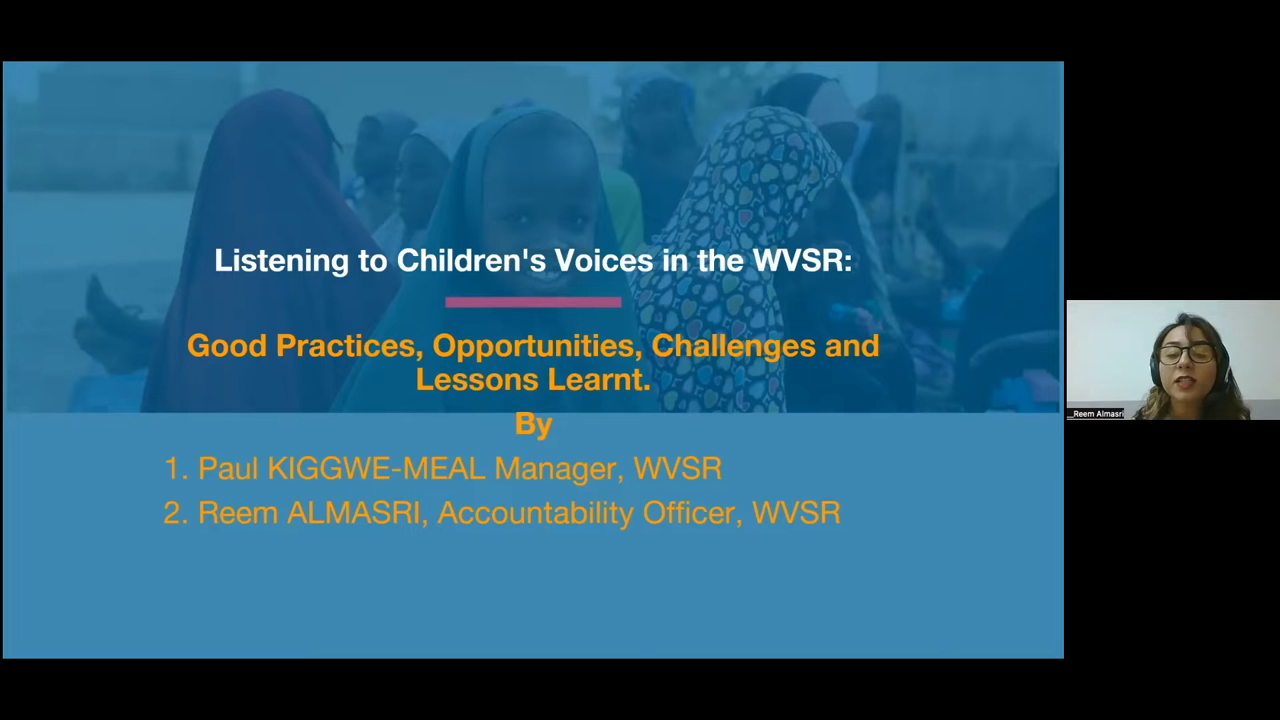 Listening to Children's Voices in the WVSR:
Good Practices, Opportunities, Challenges and
Lessons Learnt.
By
1. Paul KIGGWE-MEAL Manager, WVSR
2. Reem ALMASRI, Accountability Officer, WVSR
Reem Almasri